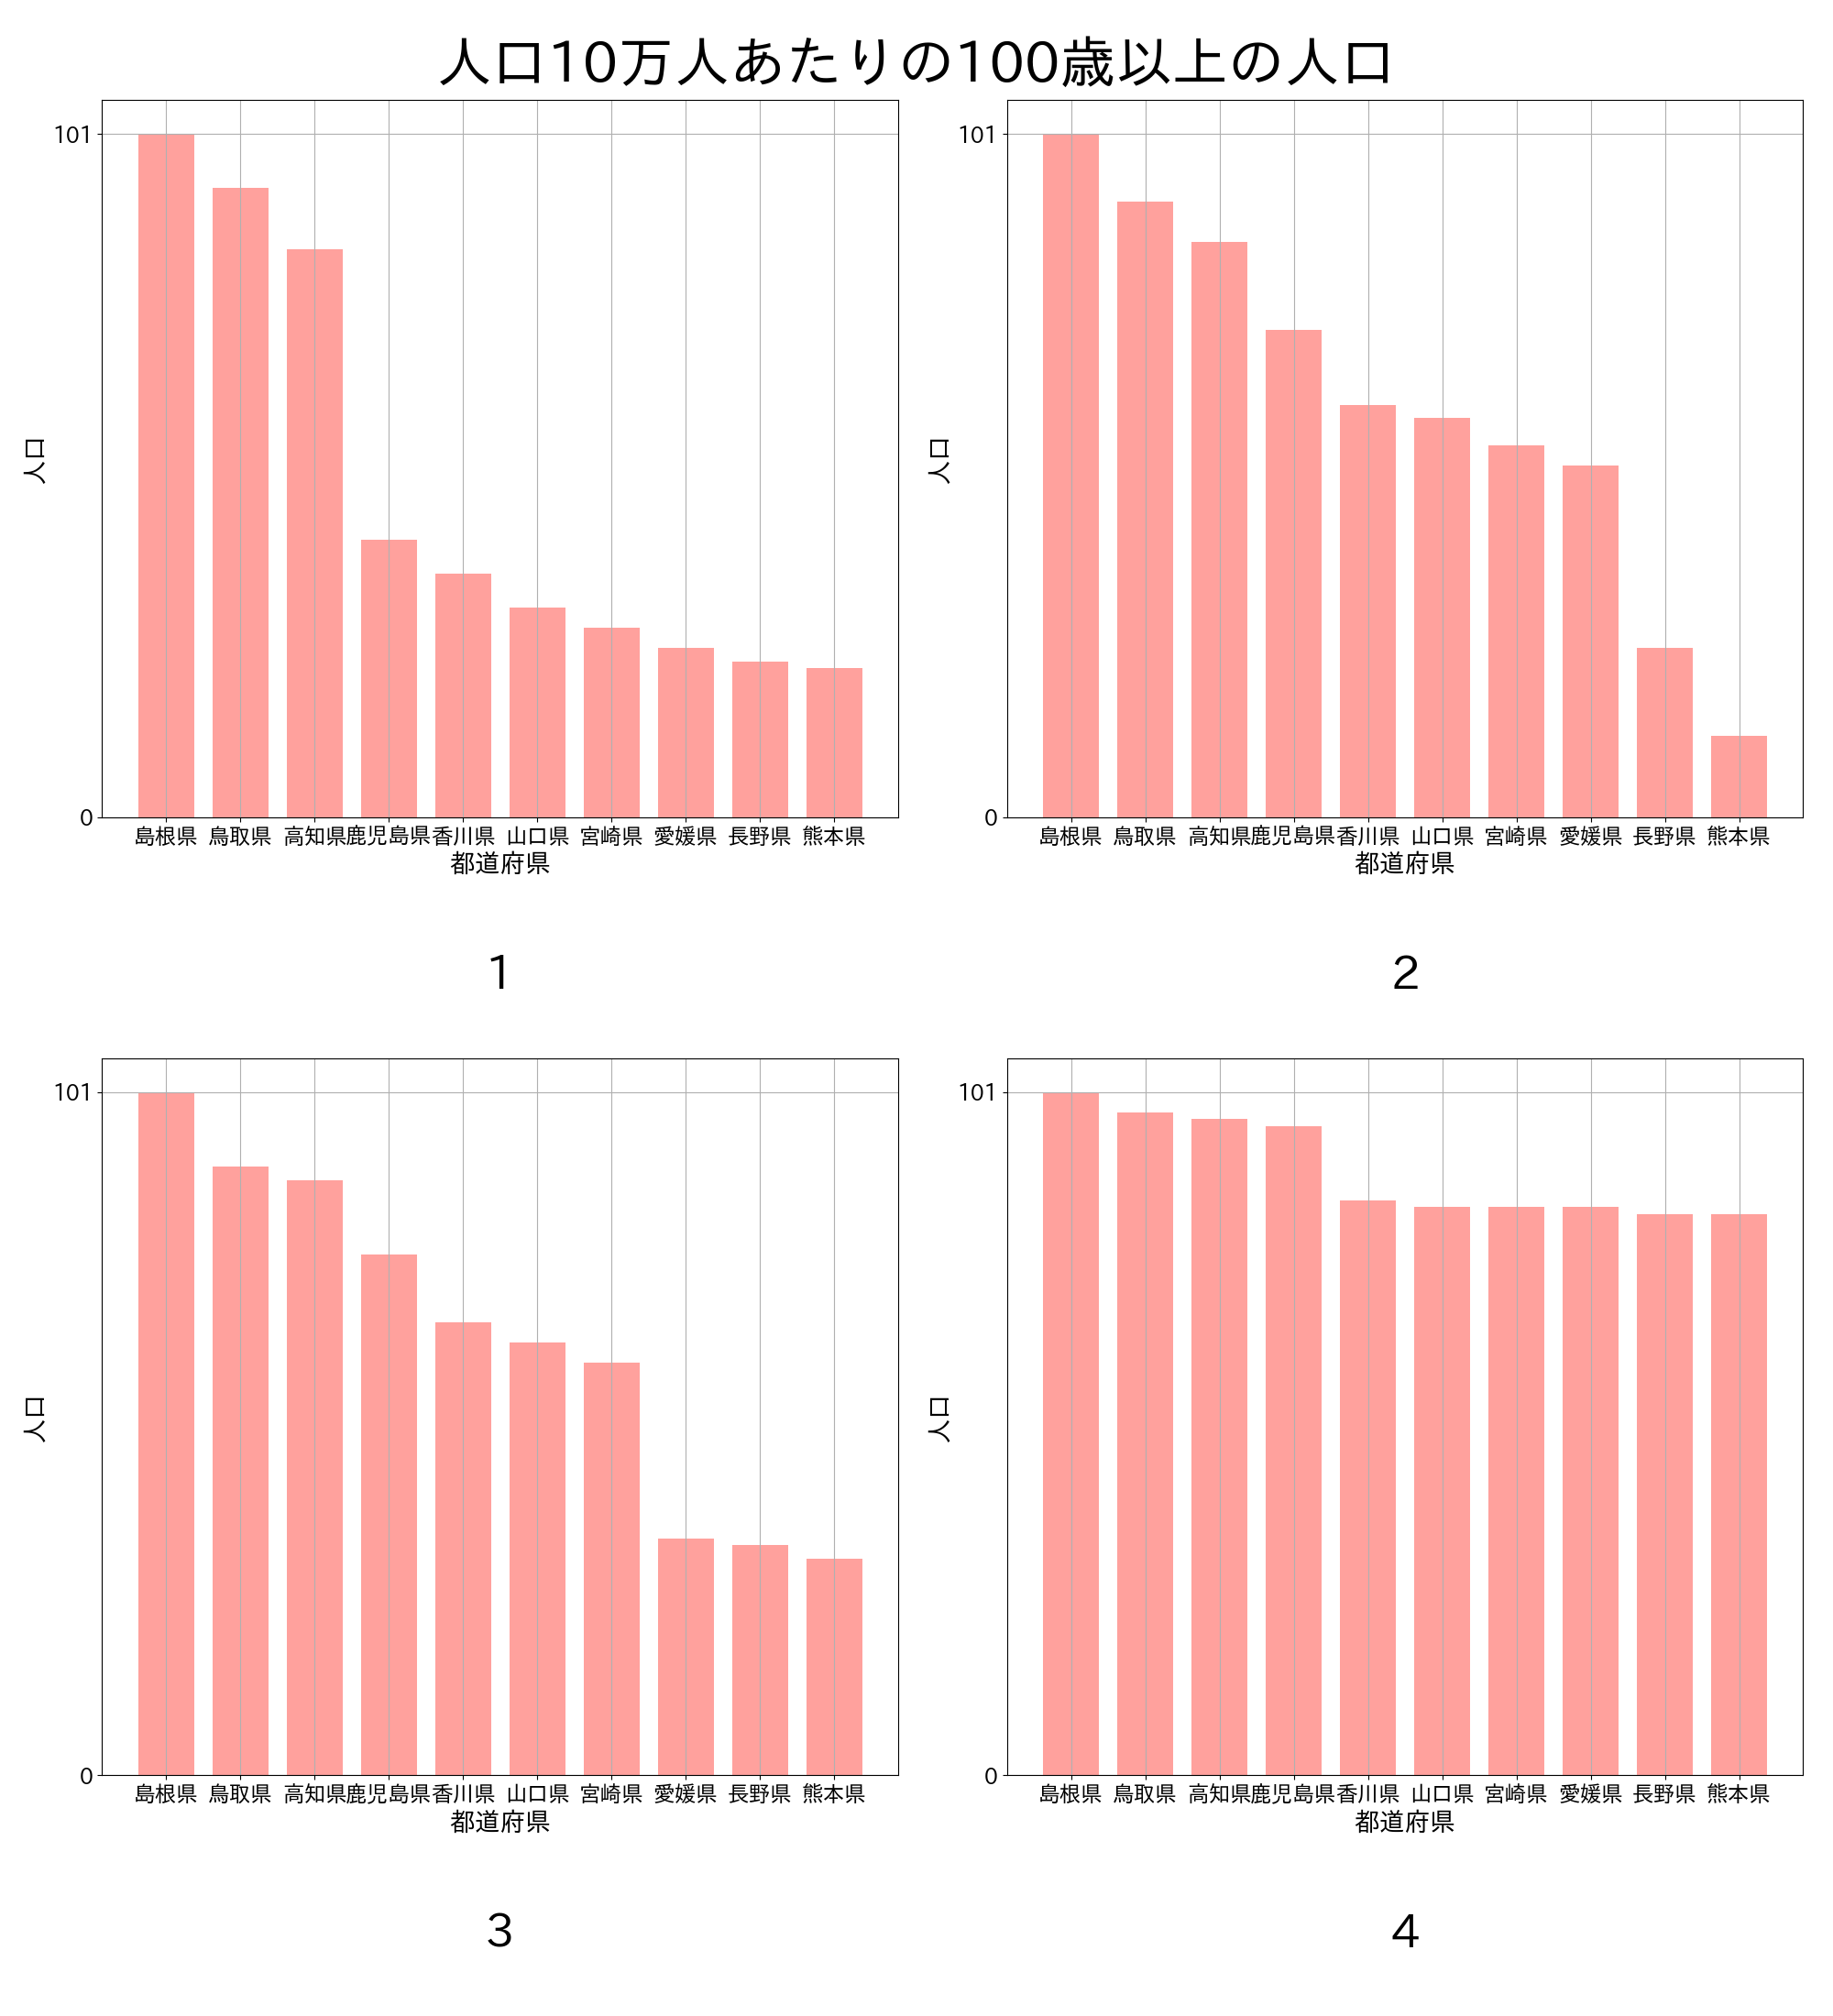 人口10万人あたりの100歳以上の人口
101
人口
0
島根県 鳥取県 高知県 鹿児島県 香川県 山口県 宮崎県 愛媛県 長野県 熊本県
都道府県
1
101
人口
0
島根県 鳥取県 高知県 鹿児島県 香川県 山口県 宮崎県 愛媛県 長野県 熊本県
都道府県
2
101
人口
0
島根県 鳥取県 高知県 鹿児島県 香川県 山口県 宮崎県 愛媛県 長野県 熊本県
都道府県
3
101
人口
0
島根県 鳥取県 高知県 鹿児島県 香川県 山口県 宮崎県 愛媛県 長野県 熊本県
都道府県
4